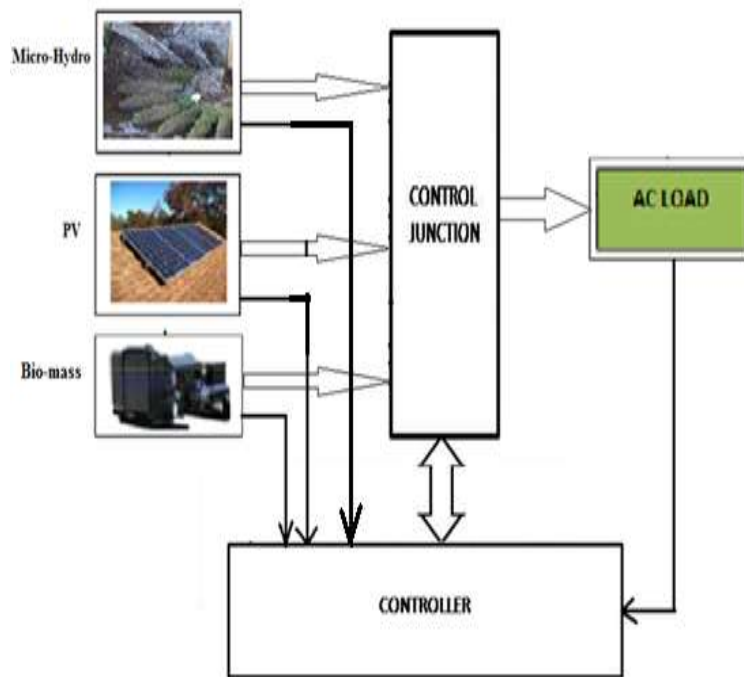 Micro-Hydro
PV
Bio-mass
CONTROL
JUNCTION
AC LOAD
CONTROLLER